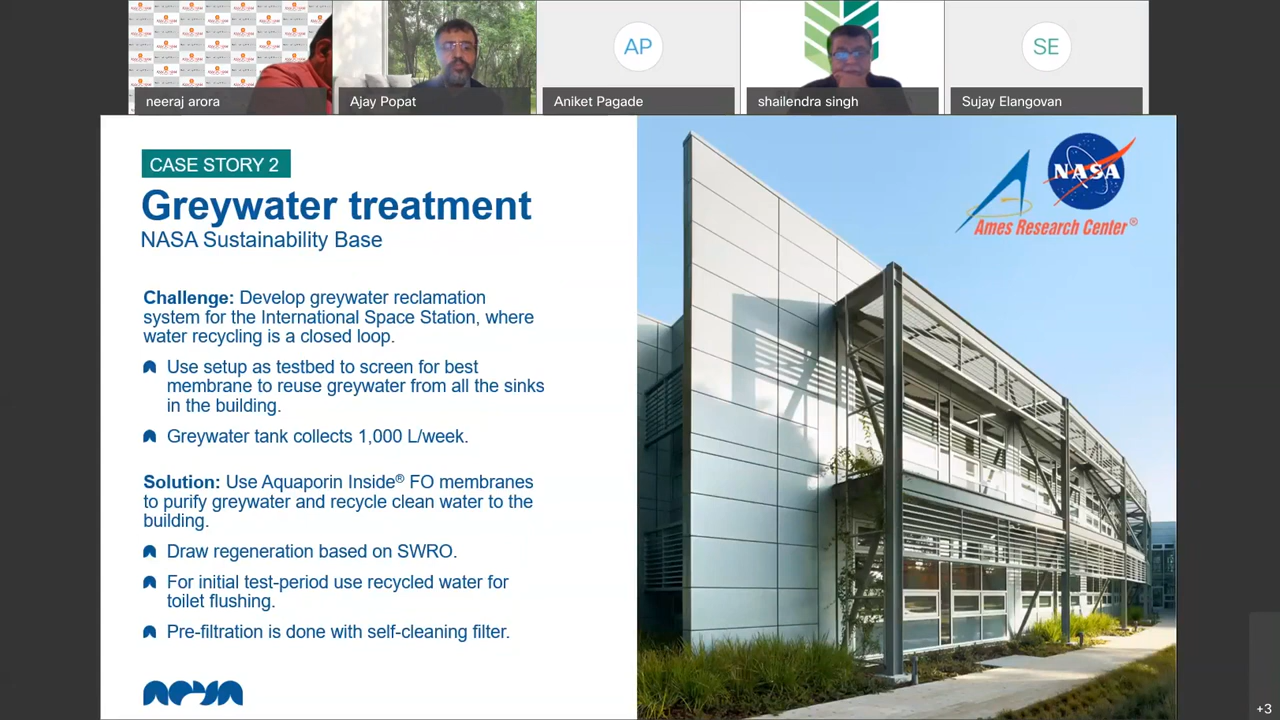 neeraj arora
Ajay Popat
AP
Aniket Pagade
shailendra singh
SE
Sujay Elangovan
CASE STORY 2
Greywater treatment
NASA Sustainability Base
Challenge: Develop greywater reclamation
system for the International Space Station, where
water recycling is a closed loop.
Use setup as testbed to screen for best
membrane to reuse greywater from all the sinks
in the building.
Greywater tank collects 1,000 L/week.
Solution: Use Aquaporin Inside® FO membranes
to purify greywater and recycle clean water to the
building.
Draw regeneration based on SWRO.
For initial test-period use recycled water for
toilet flushing.
Pre-filtration is done with self-cleaning filter.
NASA
Ames Research Center®
+3